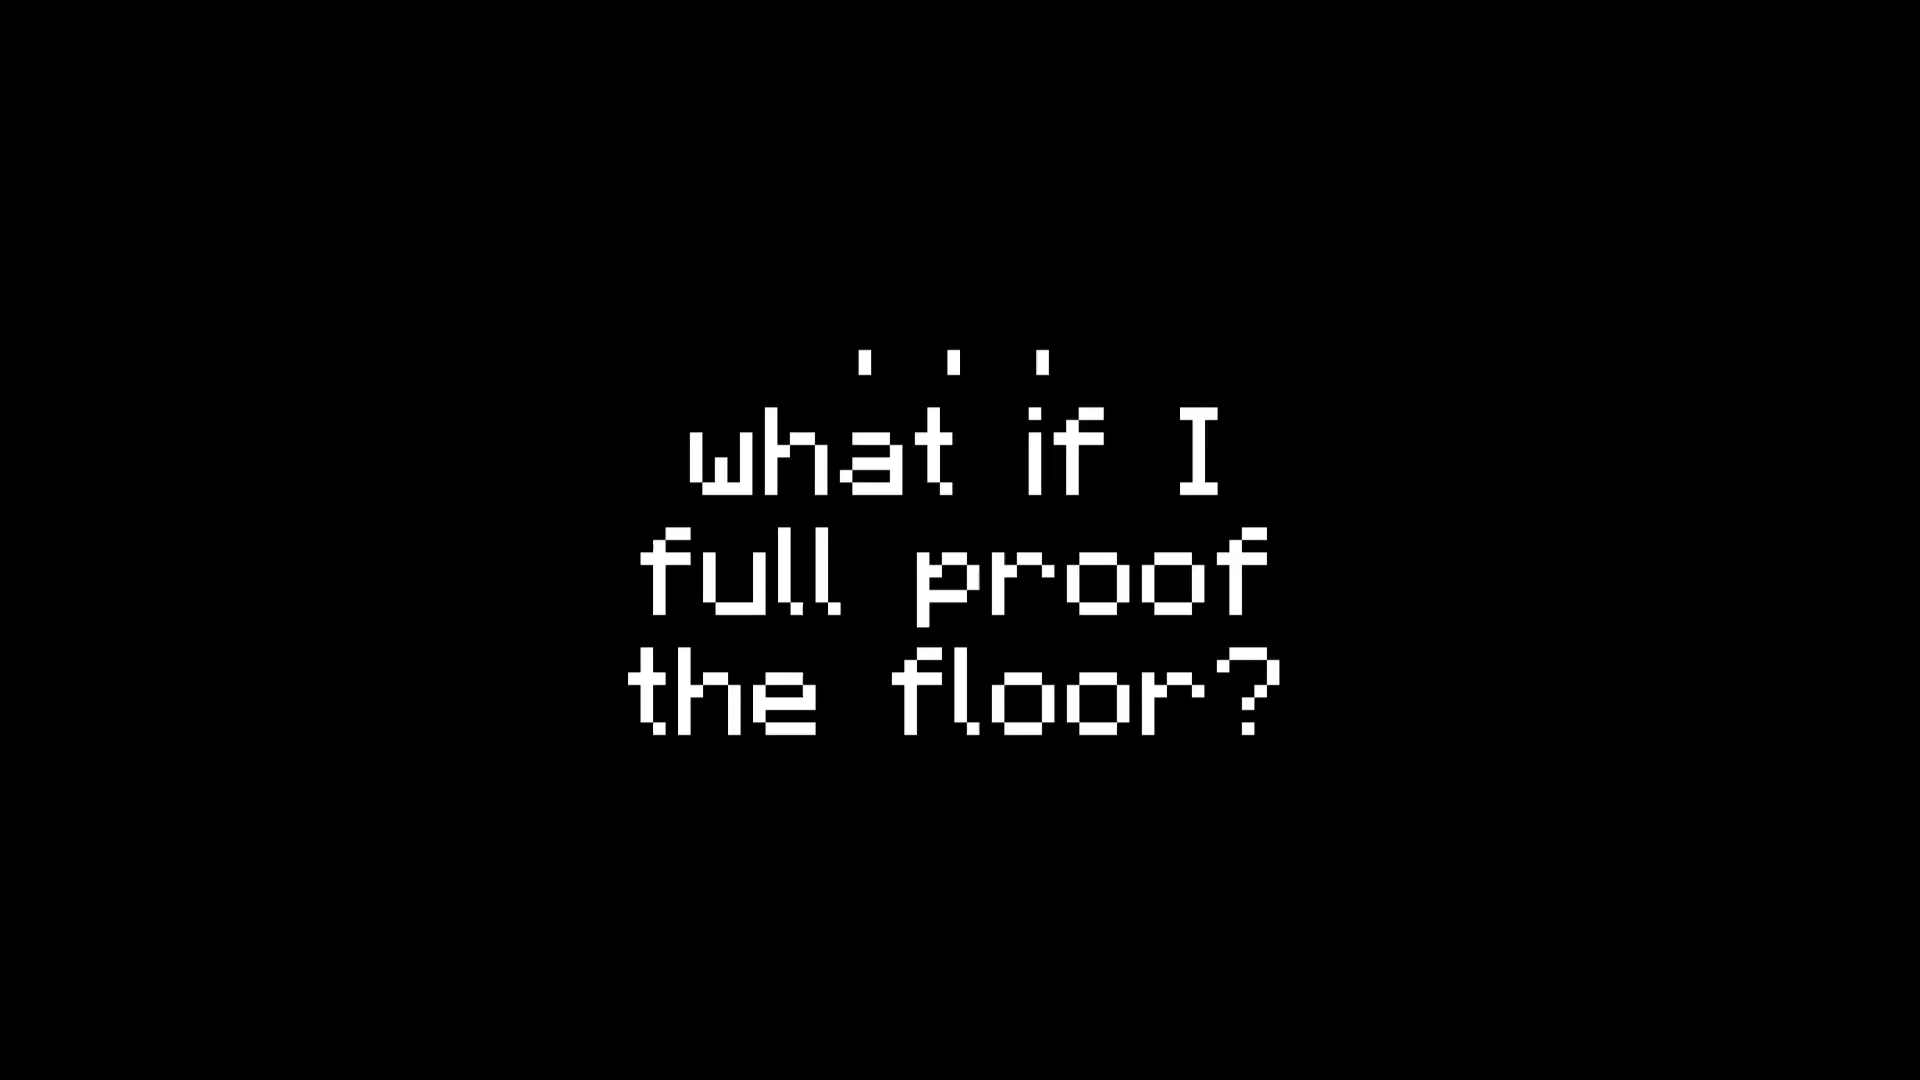 . . .
what if I
full proof
the floor?